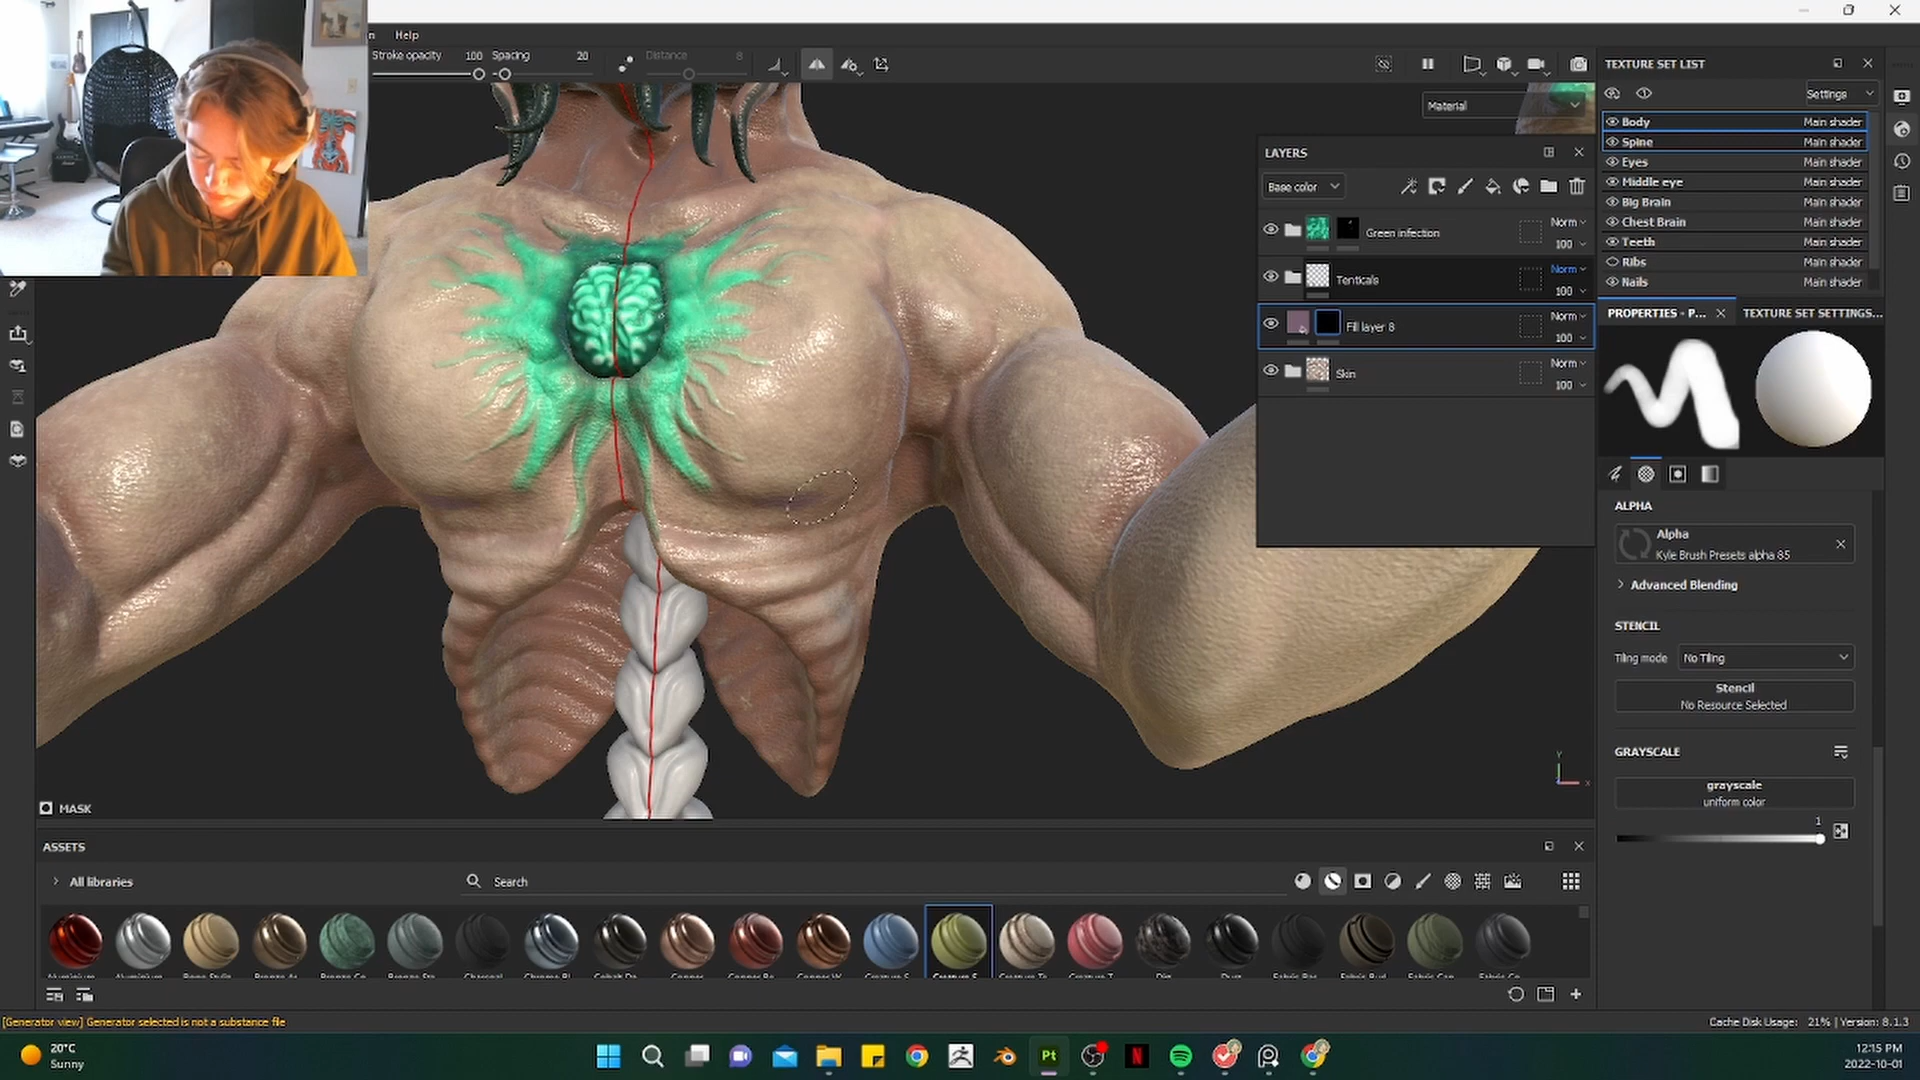 Help
Stroke opacity 100 Spacing 20 Distance 8
Material
LAYERS
Base color
Green infection Norm 100
Tenticals Norm 100
Fill layer 8 Norm 100
Skin Norm 100
TEXTURE SET LIST
Settings
Body Main shader
Spine Main shader
Eyes Main shader
Middle eye Main shader
Big Brain Main shader
Chest Brain Main shader
Teeth Main shader
Ribs Main shader
Nails Main shader
PROPERTIES - P... TEXTURE SET SETTINGS...
ALPHA
Alpha
Kyle Brush Presets alpha 85
Advanced Blending
STENCIL
Tiling mode No Tiling
Stencil
No Resource Selected
GRAYSCALE
grayscale
uniform color
1
Y
X
MASK
ASSETS
All libraries
Search
[Generator view] Generator selected is not a substance file
Cache Disk Usage: 21% | Version: 8.1.3
20°C
Sunny
Pt
N
12:15 PM
2022-10-01